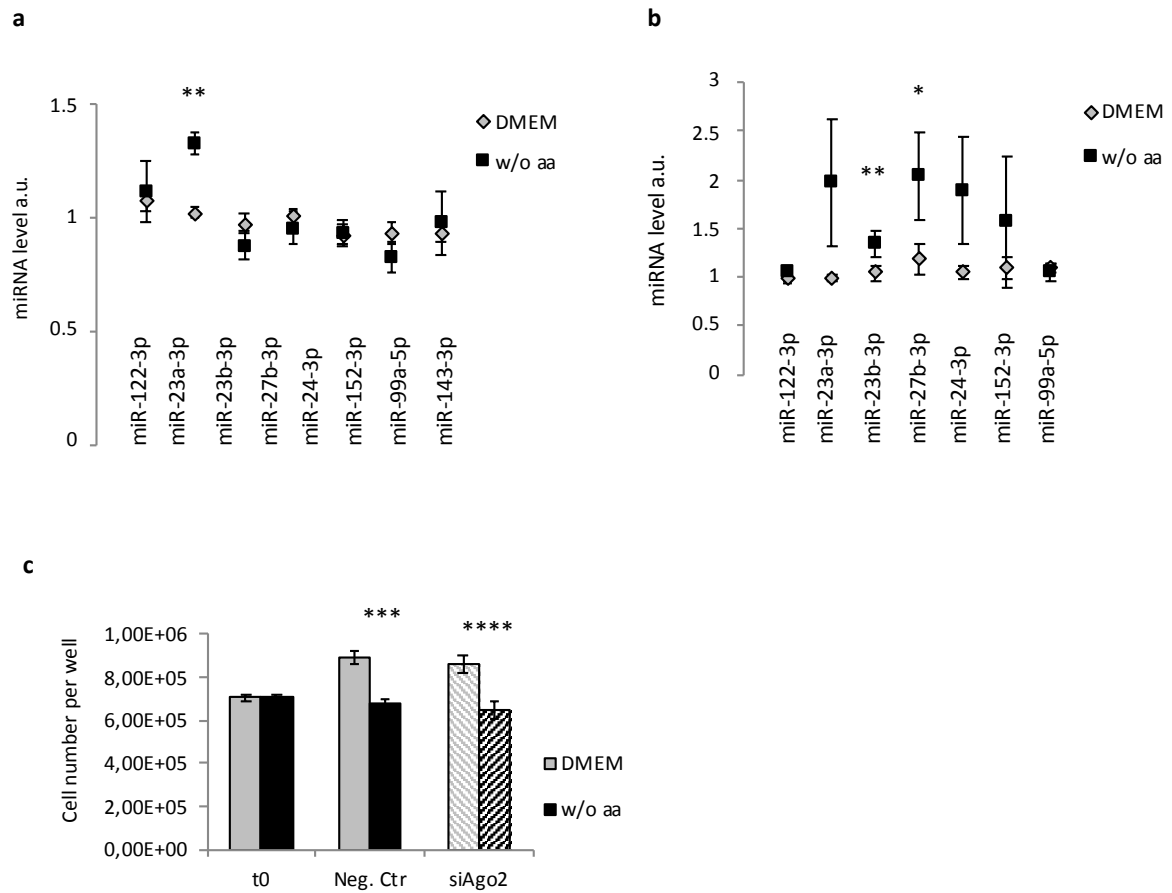 a
**
1.5
1
0.5
0
miRNA level a.u.
DMEM
w/o aa
miR-122-3p
miR-23a-3p
miR-23b-3p
miR-27b-3p
miR-24-3p
miR-152-3p
miR-99a-5p
miR-143-3p
b
*
**
3
2.5
2
1.5
1
0.5
0
miRNA level a.u.
DMEM
w/o aa
miR-122-3p
miR-23a-3p
miR-23b-3p
miR-27b-3p
miR-24-3p
miR-152-3p
miR-99a-5p
c
***
****
1,00E+06
8,00E+05
6,00E+05
4,00E+05
2,00E+05
0,00E+00
Cell number per well
DMEM
w/o aa
t0
Neg. Ctr
siAgo2